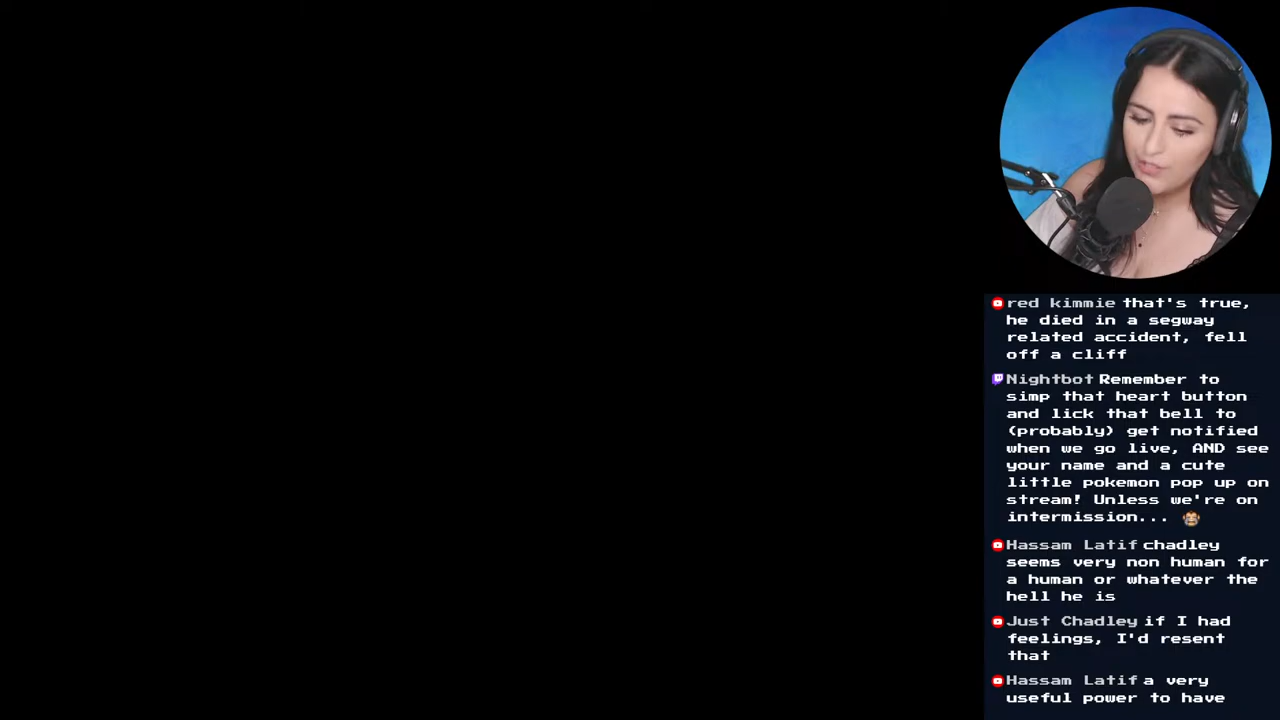 red kimmie that's true,
he died in a segway
related accident, fell
off a cliff
Nightbot Remember to
simp that heart button
and lick that bell to
(probably) get notified
when we go live, AND see
your name and a cute
little pokemon pop up on
stream! Unless we're on
intermission...
Hassam Latif chadley
seems very non human for
a human or whatever the
hell he is
Just Chadley if I had
feelings, I'd resent
that
Hassam Latif a very
useful power to have